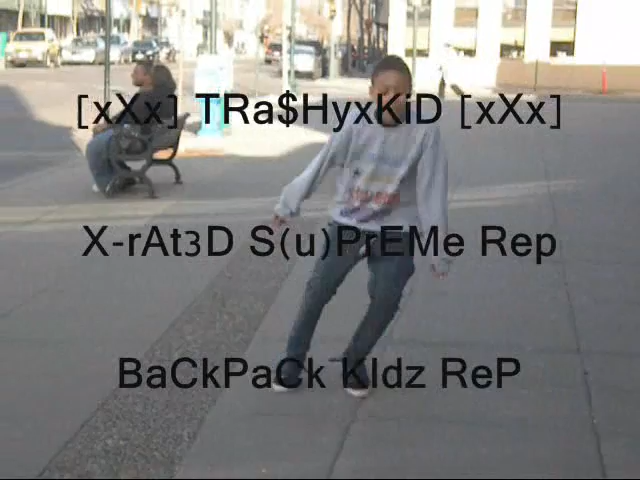 [xXx] TRa$HyxKiD [xXx]
X-rAt3D S(u)PrEMe Rep
BaCkPaCk KIdz ReP